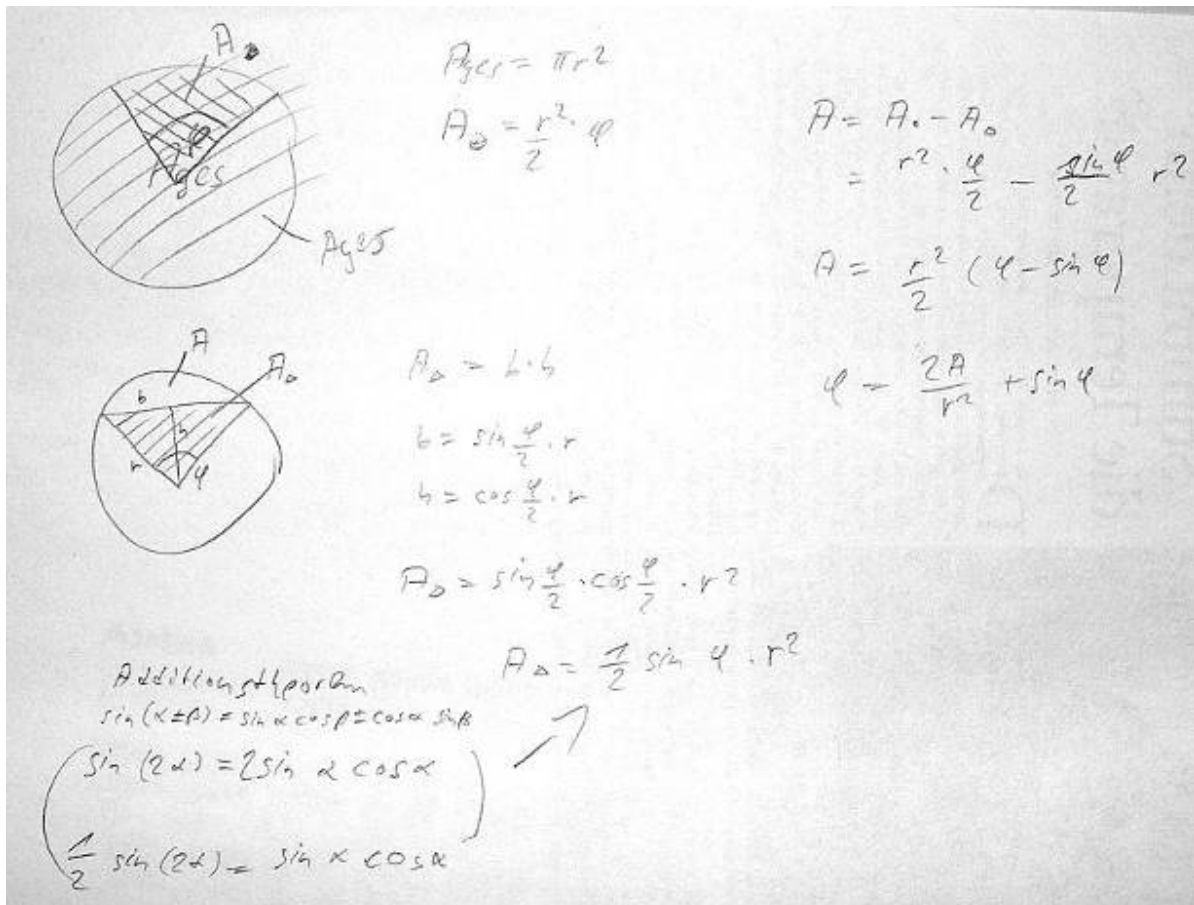 A
φ
Ages
Ages
Ages = πr²
A = r²/2 · φ
A
A△
b
h
r
φ
A△ = b·h
b = sin φ/2 · r
h = cos φ/2 · r
A△ = sin φ/2 · cos φ/2 · r²
A△ = 1/2 sin φ · r²
Additionstheorem
sin(α±β) = sin α cos β ± cos α sin β
sin (2α) = 2 sin α cos α
1/2 sin (2α) = sin α cos α
A = A∘ - A△
= r² · φ/2 - sin φ/2 r²
A = r²/2 (φ - sin φ)
φ = 2A/r² + sin φ